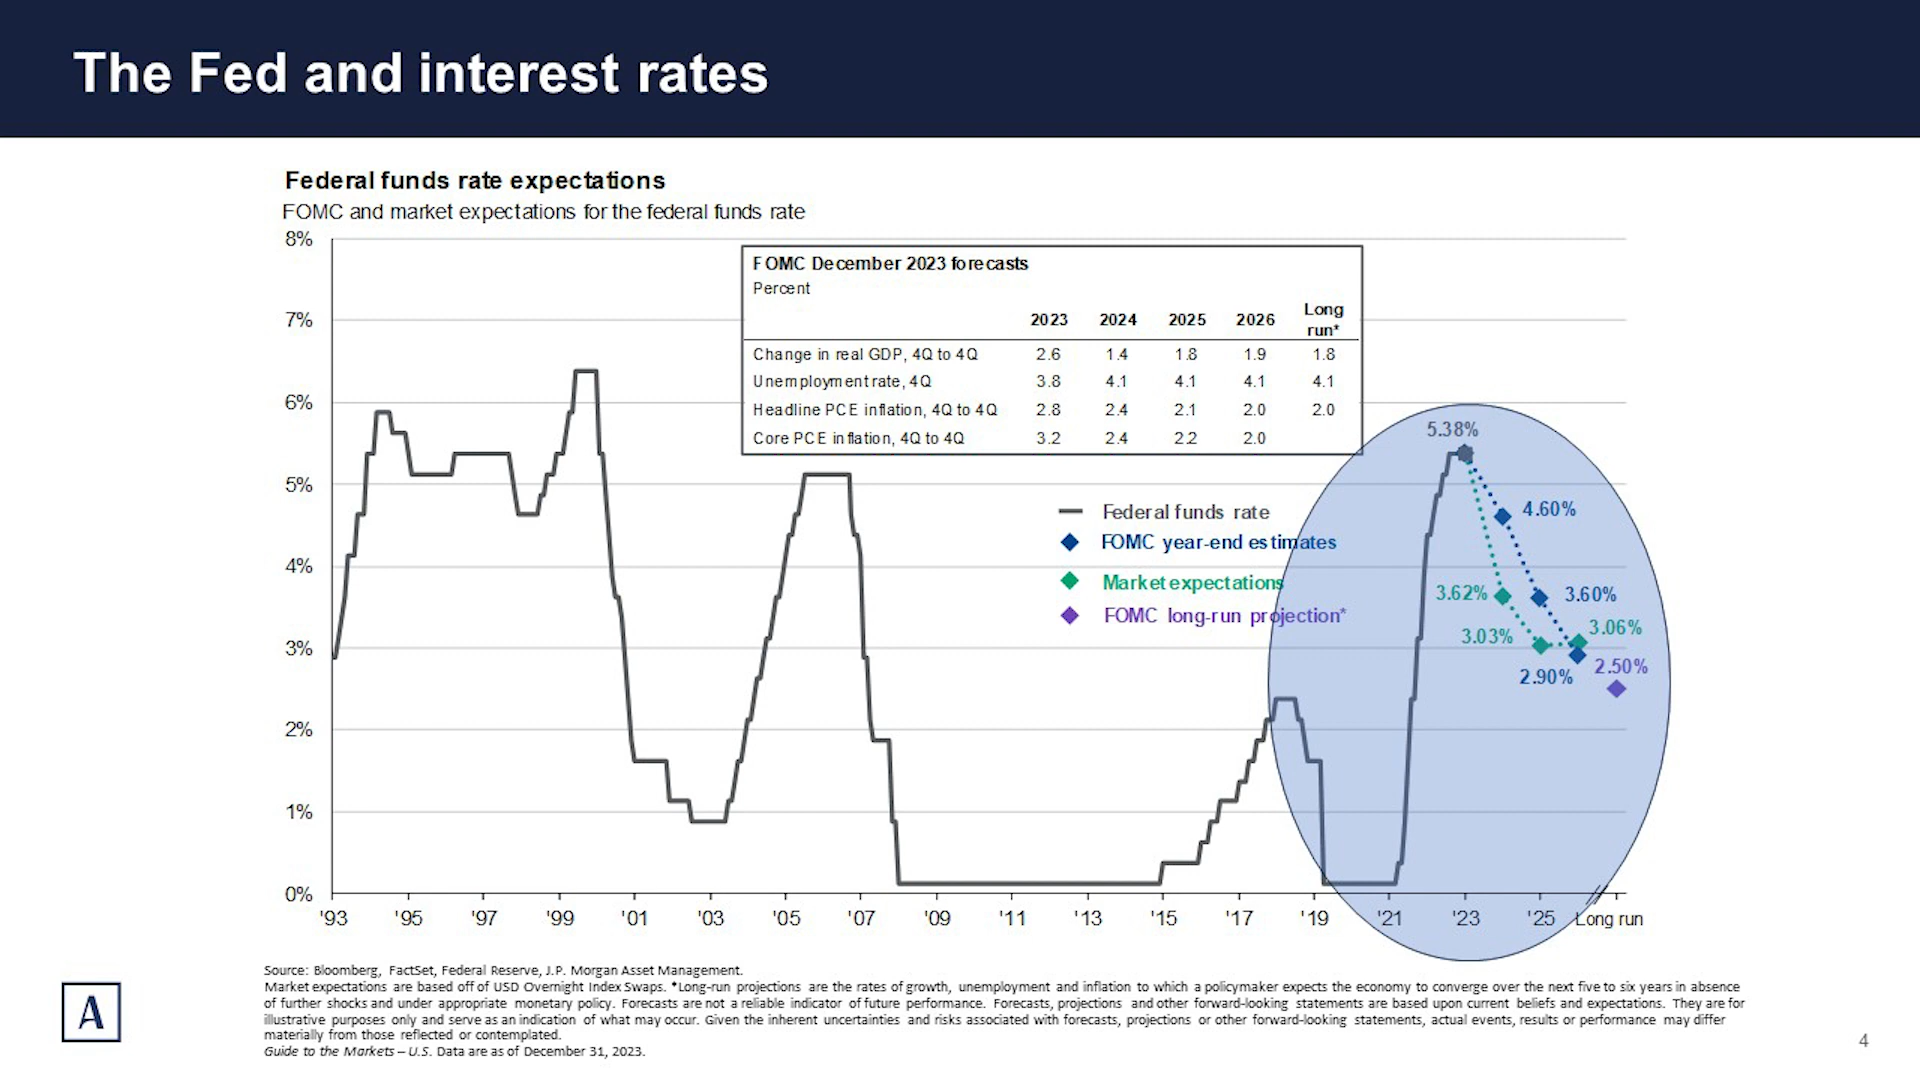 The Fed and interest rates
Federal funds rate expectations
FOMC and market expectations for the federal funds rate
8%
7%
6%
5%
4%
3%
2%
1%
0%
FOMC December 2023 forecasts
Percent
2023 2024 2025 2026 Long run*
Change in real GDP, 4Q to 4Q 2.6 1.4 1.8 1.9 1.8
Unemployment rate, 4Q 3.8 4.1 4.1 4.1 4.1
Headline PCE inflation, 4Q to 4Q 2.8 2.4 2.1 2.0 2.0
Core PCE inflation, 4Q to 4Q 3.2 2.4 2.2 2.0
Federal funds rate
FOMC year-end estimates
Market expectations
FOMC long-run projection*
5.38%
4.60%
3.62%
3.60%
3.03%
3.06%
2.90%
2.50%
'93 '95 '97 '99 '01 '03 '05 '07 '09 '11 '13 '15 '17 '19 '21 '23 '25 Long run
Source: Bloomberg, FactSet, Federal Reserve, J.P. Morgan Asset Management.
Market expectations are based off of USD Overnight Index Swaps. *Long-run projections are the rates of growth, unemployment and inflation to which a policymaker expects the economy to converge over the next five to six years in absence
of further shocks and under appropriate monetary policy. Forecasts are not a reliable indicator of future performance. Forecasts, projections and other forward-looking statements are based upon current beliefs and expectations. They are for
illustrative purposes only and serve as an indication of what may occur. Given the inherent uncertainties and risks associated with forecasts, projections or other forward-looking statements, actual events, results or performance may differ
materially from those reflected or contemplated.
Guide to the Markets – U.S. Data are as of December 31, 2023.
A
4